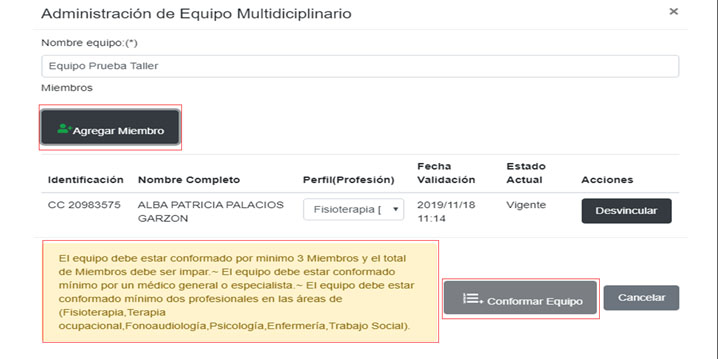 Administración de Equipo Multidiciplinario ×
Nombre equipo:(*)
Equipo Prueba Taller
Miembros
Agregar Miembro
Identificación Nombre Completo Perfil(Profesión) Fecha Validación Estado Actual Acciones
CC 20983575 ALBA PATRICIA PALACIOS GARZON Fisioterapia [ 2019/11/18 11:14 Vigente Desvincular
El equipo debe estar conformado por minimo 3 Miembros y el total
de Miembros debe ser impar.~ El equipo debe estar conformado
mínimo por un médico general o especialista.~ El equipo debe estar
conformado mínimo dos profesionales en las áreas de
(Fisioterapia,Terapia
ocupacional,Fonoaudiología,Psicología,Enfermería,Trabajo Social).
Conformar Equipo
Cancelar